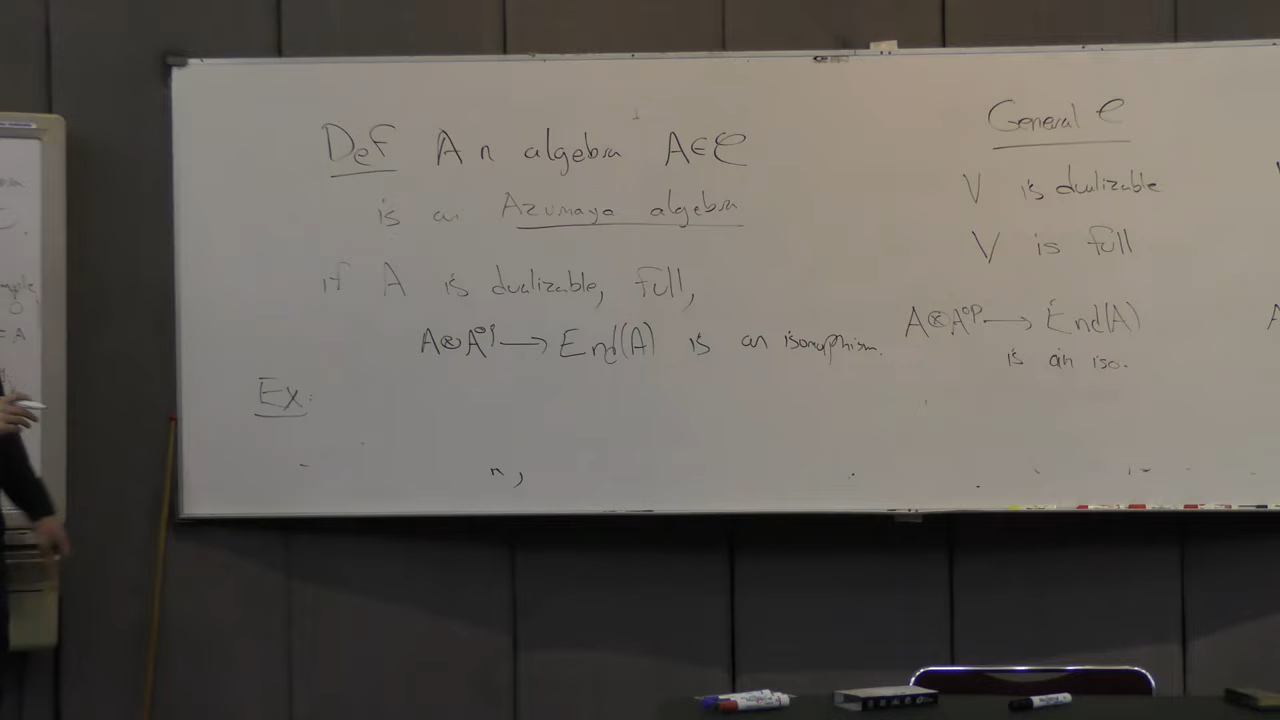 Def An algebra A∈𝒞
is an Azumaya algebra
if A is dualizable, full,
A⊗A^op ⟶ End(A) is an isomorphism.
Ex:
General 𝒞
V is dualizable
V is full
A⊗A^op ⟶ End(A)
is an iso.